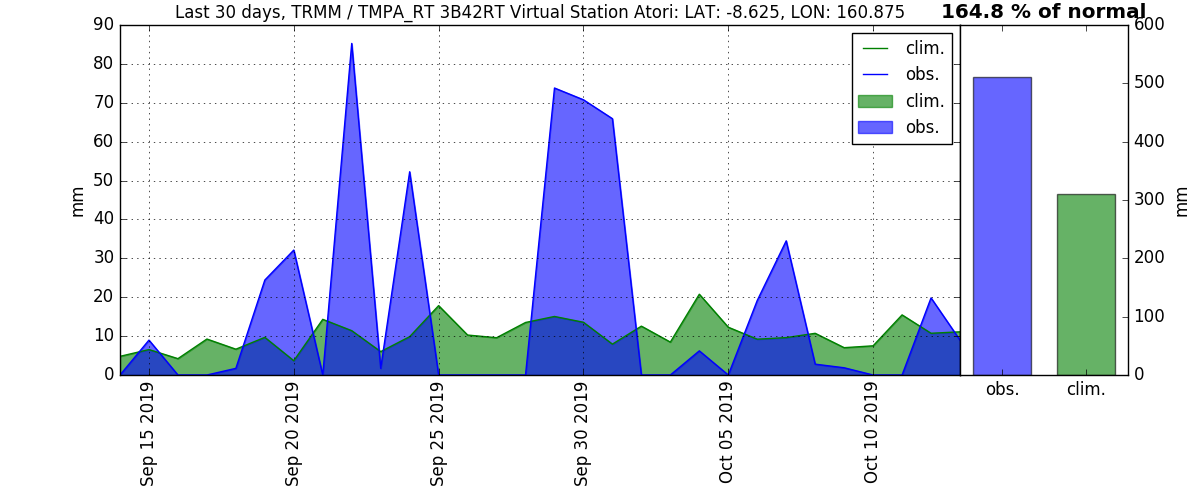 Last 30 days, TRMM / TMPA_RT 3B42RT Virtual Station Atori: LAT: -8.625, LON: 160.875
164.8 % of normal
90
80
70
60
50
40
30
20
10
0
mm
clim.
obs.
clim.
obs.
Sep 15 2019
Sep 20 2019
Sep 25 2019
Sep 30 2019
Oct 05 2019
Oct 10 2019
600
500
400
300
200
100
0
mm
obs.
clim.